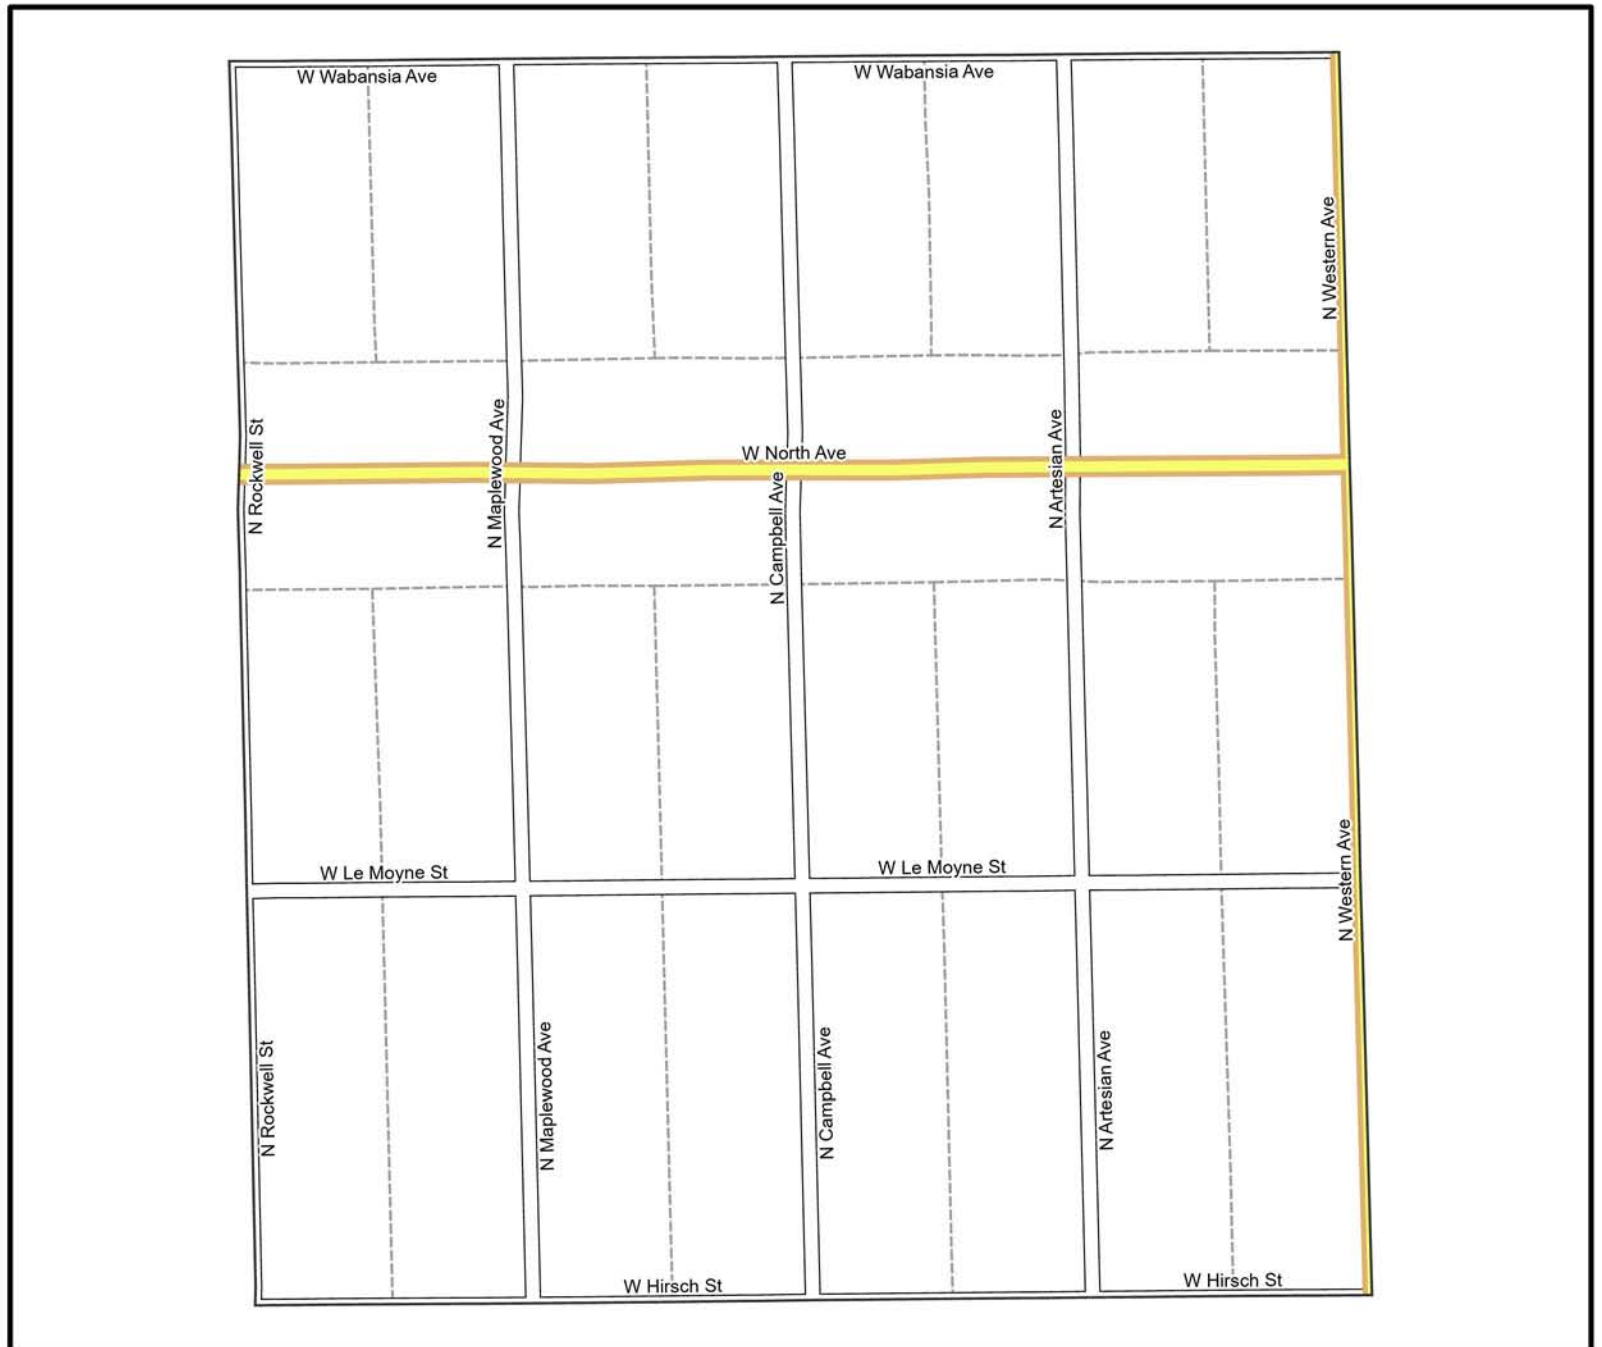 W Wabansia Ave
W Wabansia Ave
N Western Ave
N Rockwell St
N Maplewood Ave
W North Ave
N Campbell Ave
N Artesian Ave
W Le Moyne St
W Le Moyne St
N Western Ave
N Rockwell St
N Maplewood Ave
N Campbell Ave
N Artesian Ave
W Hirsch St
W Hirsch St